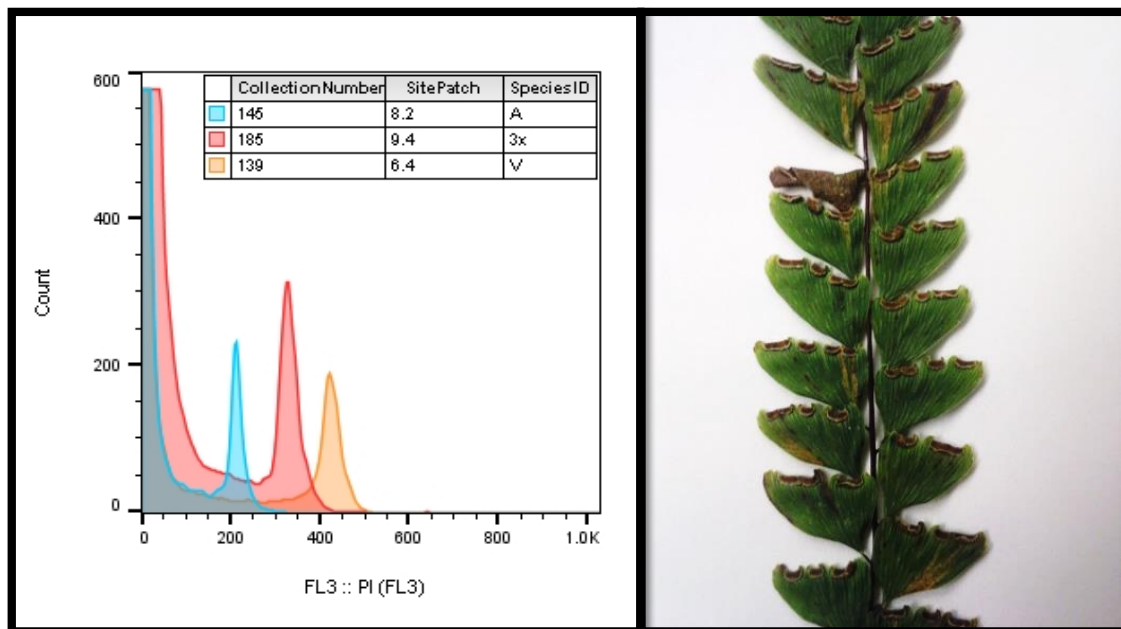 600
400
200
0
Count
CollectionNumber SitePatch SpeciesID
145 8.2 A
185 9.4 3x
139 6.4 V
0 200 400 600 800 1.0K
FL3 :: PI (FL3)